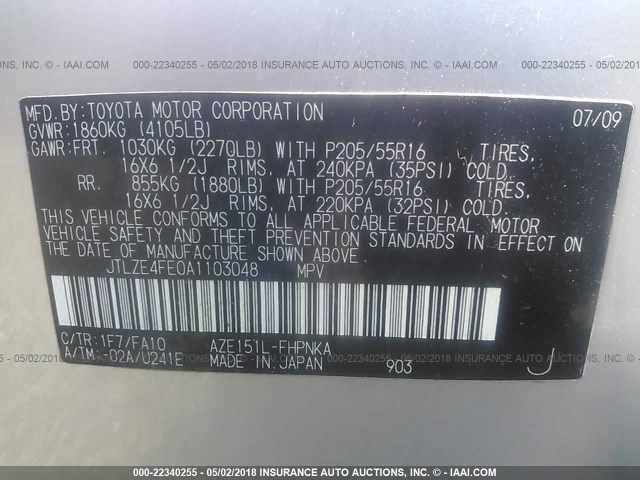 000-22340255 - 05/02/2018 INSURANCE AUTO AUCTIONS, INC. - © IAAI.COM
MFD.BY:TOYOTA MOTOR CORPORATION 07/09
GVWR:1860KG (4105LB)
GAWR:FRT. 1030KG (2270LB) WITH P205/55R16 TIRES,
16X6 1/2J RIMS, AT 240KPA (35PSI) COLD.
RR. 855KG (1880LB) WITH P205/55R16 TIRES,
16X6 1/2J RIMS, AT 220KPA (32PSI) COLD.
THIS VEHICLE CONFORMS TO ALL APPLICABLE FEDERAL MOTOR
VEHICLE SAFETY AND THEFT PREVENTION STANDARDS IN EFFECT ON
THE DATE OF MANUFACTURE SHOWN ABOVE.
JTLZE4FE0A1103048 MPV
C/TR:1F7/FA10 AZE151L-FHPNKA
A/TM:-02A/U241E MADE IN JAPAN 903 J
000-22340255 - 05/02/2018 INSURANCE AUTO AUCTIONS, INC. - © IAAI.COM